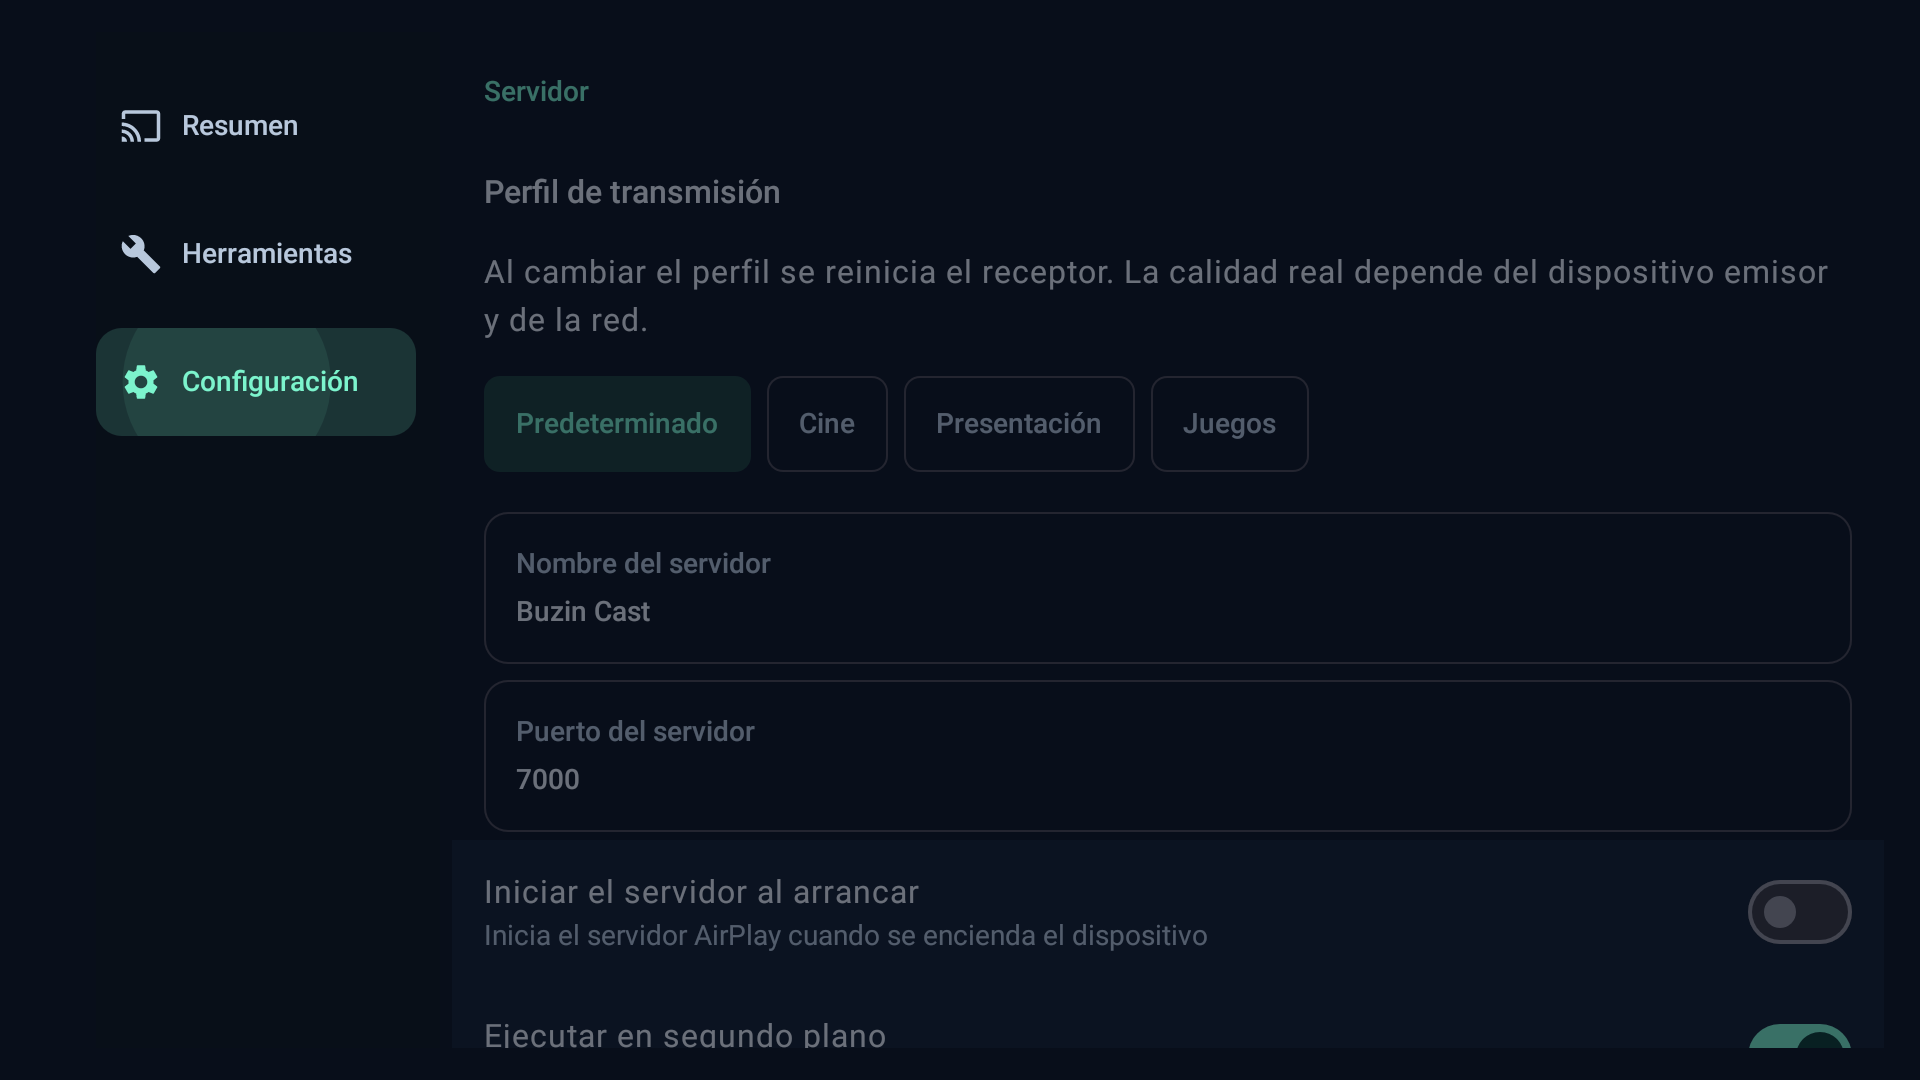 Resumen
Herramientas
Configuración
Servidor
Perfil de transmisión
Al cambiar el perfil se reinicia el receptor. La calidad real depende del dispositivo emisor
y de la red.
Predeterminado
Cine
Presentación
Juegos
Nombre del servidor
Buzin Cast
Puerto del servidor
7000
Iniciar el servidor al arrancar
Inicia el servidor AirPlay cuando se encienda el dispositivo
Ejecutar en segundo plano